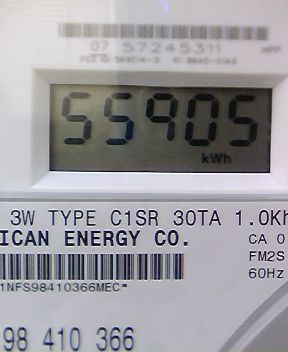 07 57245311
55905
kWh
3W TYPE C1SR 30TA 1.0Kh
ICAN ENERGY CO.
CA 0
FM2S
1NFS98410366MEC*
60Hz
98 410 366